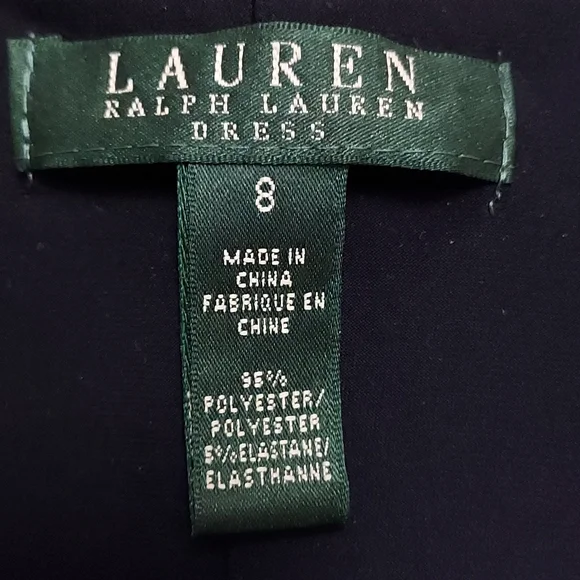 LAUREN
RALPH LAUREN
DRESS
8
MADE IN
CHINA
FABRIQUE EN
CHINE
95%
POLYESTER/
POLYESTER
5%ELASTANE/
ELASTHANNE